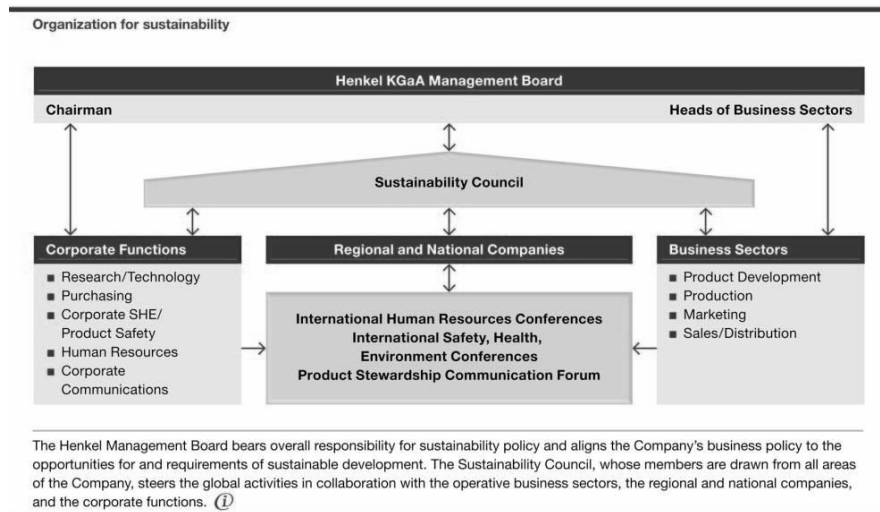 Organization for sustainability
Henkel KGaA Management Board
Chairman
Heads of Business Sectors
Sustainability Council
Corporate Functions
Research/Technology
Purchasing
Corporate SHE/
Product Safety
Human Resources
Corporate
Communications
Regional and National Companies
International Human Resources Conferences
International Safety, Health,
Environment Conferences
Product Stewardship Communication Forum
Business Sectors
Product Development
Production
Marketing
Sales/Distribution
The Henkel Management Board bears overall responsibility for sustainability policy and aligns the Company's business policy to the
opportunities for and requirements of sustainable development. The Sustainability Council, whose members are drawn from all areas
of the Company, steers the global activities in collaboration with the operative business sectors, the regional and national companies,
and the corporate functions. i